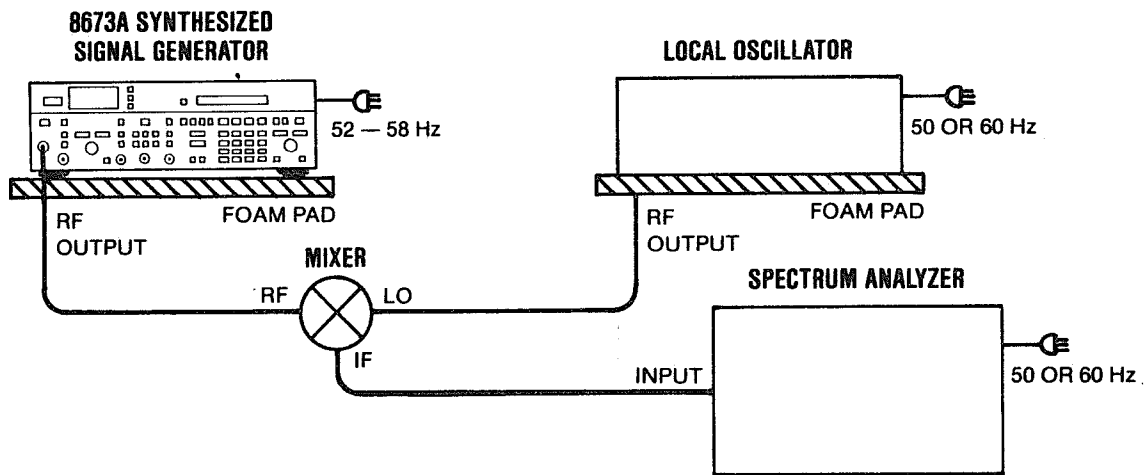 8673A SYNTHESIZED
SIGNAL GENERATOR
52 — 58 Hz
FOAM PAD
RF
OUTPUT
LOCAL OSCILLATOR
50 OR 60 Hz
FOAM PAD
RF
OUTPUT
MIXER
RF
LO
IF
SPECTRUM ANALYZER
INPUT
50 OR 60 Hz